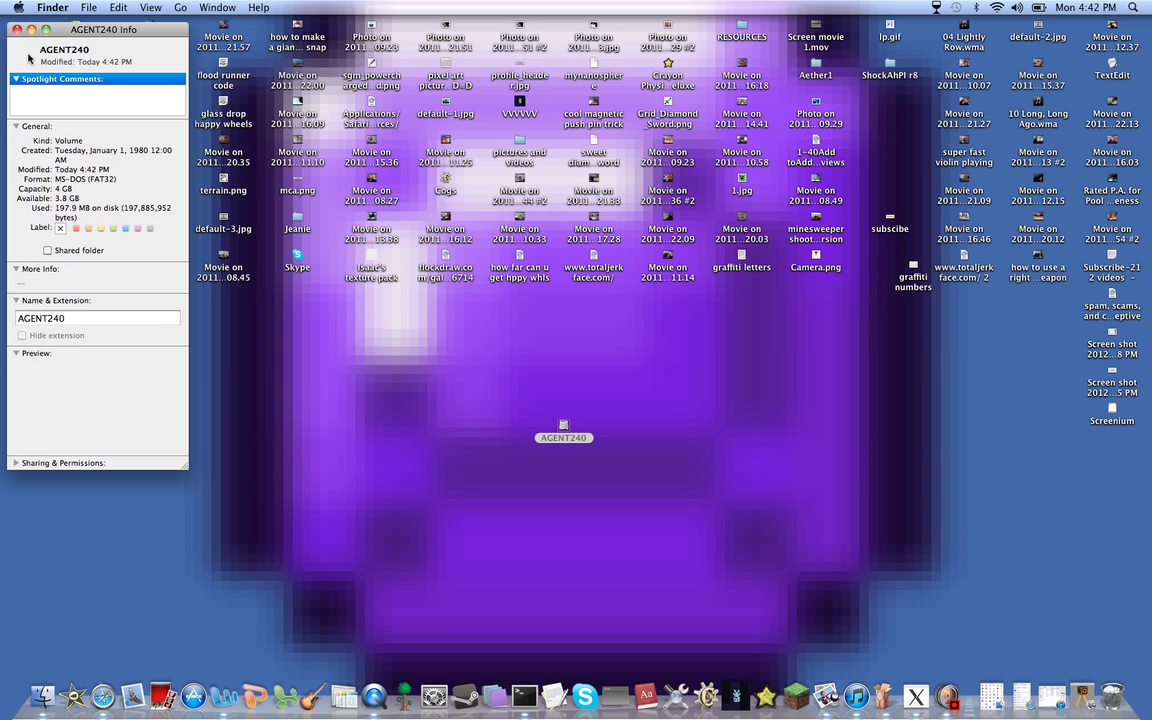 Finder File Edit View Go Window Help
Mon 4:42 PM
AGENT240 Info
AGENT240
Modified: Today 4:42 PM
Spotlight Comments:
General:
Kind: Volume
Created: Tuesday, January 1, 1980 12:00
AM
Modified: Today 4:42 PM
Format: MS-DOS (FAT32)
Capacity: 4 GB
Available: 3.8 GB
Used: 197.9 MB on disk (197,885,952
bytes)
Label:
Shared folder
More Info:
--
Name & Extension:
AGENT240
Hide extension
Preview:
Sharing & Permissions:
Movie on
2011...21.57
how to make
a gian... snap
Photo on
2011...09.23
Photo on
2011...21.51
Photo on
2011...51 #2
Photo on
2011...3.jpg
Photo on
2011...29 #2
RESOURCES
Screen movie
1.mov
lp.gif
04 Lightly
Row.wma
default-2.jpg
Movie on
2011...12.37
flood runner
code
Movie on
2011...22.00
sgm_powerch
arged...d.png
pixel art
pictur...D=D
profile_heade
r.jpg
mynanospher
e
Crayon
Physi...eluxe
Movie on
2011...16.18
Aether1
ShockAhPI r8
Movie on
2011...10.07
Movie on
2011...15.37
TextEdit
glass drop
happy wheels
Movie on
2011...16.09
Applications/
Safari...rces/
default-1.jpg
VVVVVV
cool magnetic
push pin trick
Grid_Diamond
_Sword.png
Movie on
2011...14.41
Photo on
2011...09.29
Movie on
2011...21.27
10 Long, Long
Ago.wma
Movie on
2011...22.13
Movie on
2011...20.35
Movie on
2011...11.10
Movie on
2011...15.36
Movie on
2011...11.25
pictures and
videos
sweet
diam...word
Movie on
2011...09.23
Movie on
2011...10.58
1-40Add
toAdd...views
super fast
violin playing
Movie on
2011...13 #2
Movie on
2011...16.03
terrain.png
mca.png
Movie on
2011...08.27
Cogs
Movie on
2011...44 #2
Movie on
2011...21.33
Movie on
2011...36 #2
1.jpg
Movie on
2011...08.49
Movie on
2011...21.09
Movie on
2011...12.15
Rated P.A. for
Pool ...eness
default-3.jpg
Jeanie
Movie on
2011...13.38
Movie on
2011...16.12
Movie on
2011...10.33
Movie on
2011...17.28
Movie on
2011...22.09
Movie on
2011...20.03
minesweeper
shoot...rsion
subscibe
Movie on
2011...16.46
Movie on
2011...20.12
Movie on
2011...54 #2
Movie on
2011...08.45
Skype
Isaac's
texture pack
flockdraw.co
m/gal...6714
how far can u
get hppy whls
www.totaljerk
face.com/
Movie on
2011...11.14
graffiti letters
Camera.png
graffiti
numbers
www.totaljerk
face.com/ 2
how to use a
right ...eapon
Subscribe-21
2 videos -
spam, scams,
and c...eptive
Screen shot
2012...8 PM
Screen shot
2012...5 PM
Screenium
AGENT240